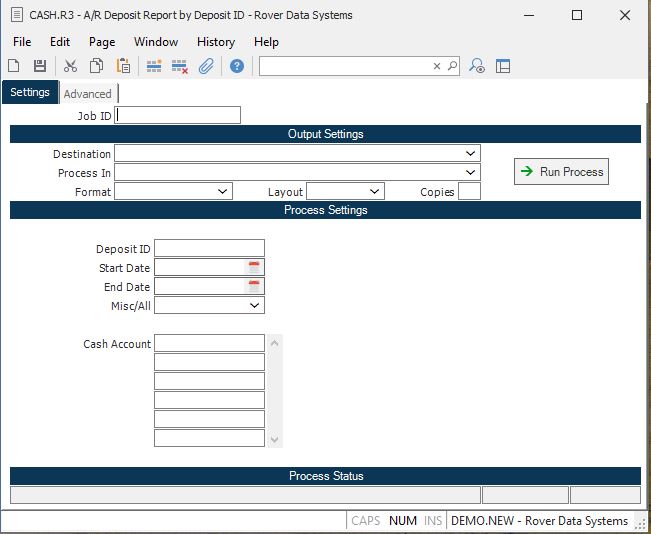 CASH.R3 - A/R Deposit Report by Deposit ID - Rover Data Systems
File Edit Page Window History Help
Settings Advanced
Job ID
Output Settings
Destination
Process In
Run Process
Format Layout Copies
Process Settings
Deposit ID
Start Date
End Date
Misc/All
Cash Account
Process Status
CAPS NUM INS DEMO.NEW - Rover Data Systems